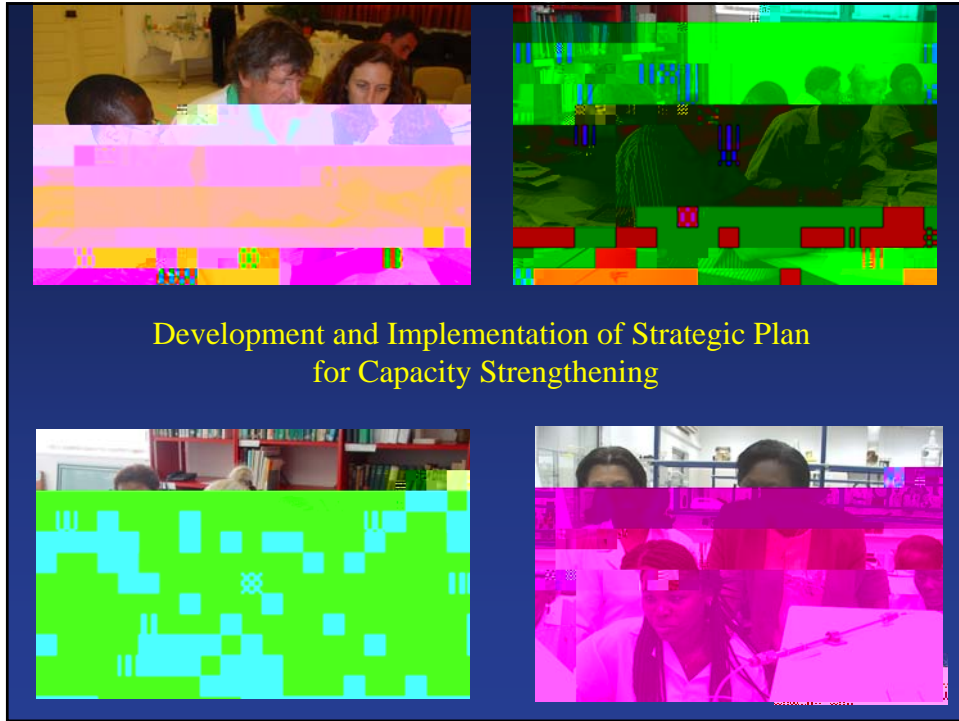 Development and Implementation of Strategic Plan
for Capacity Strengthening